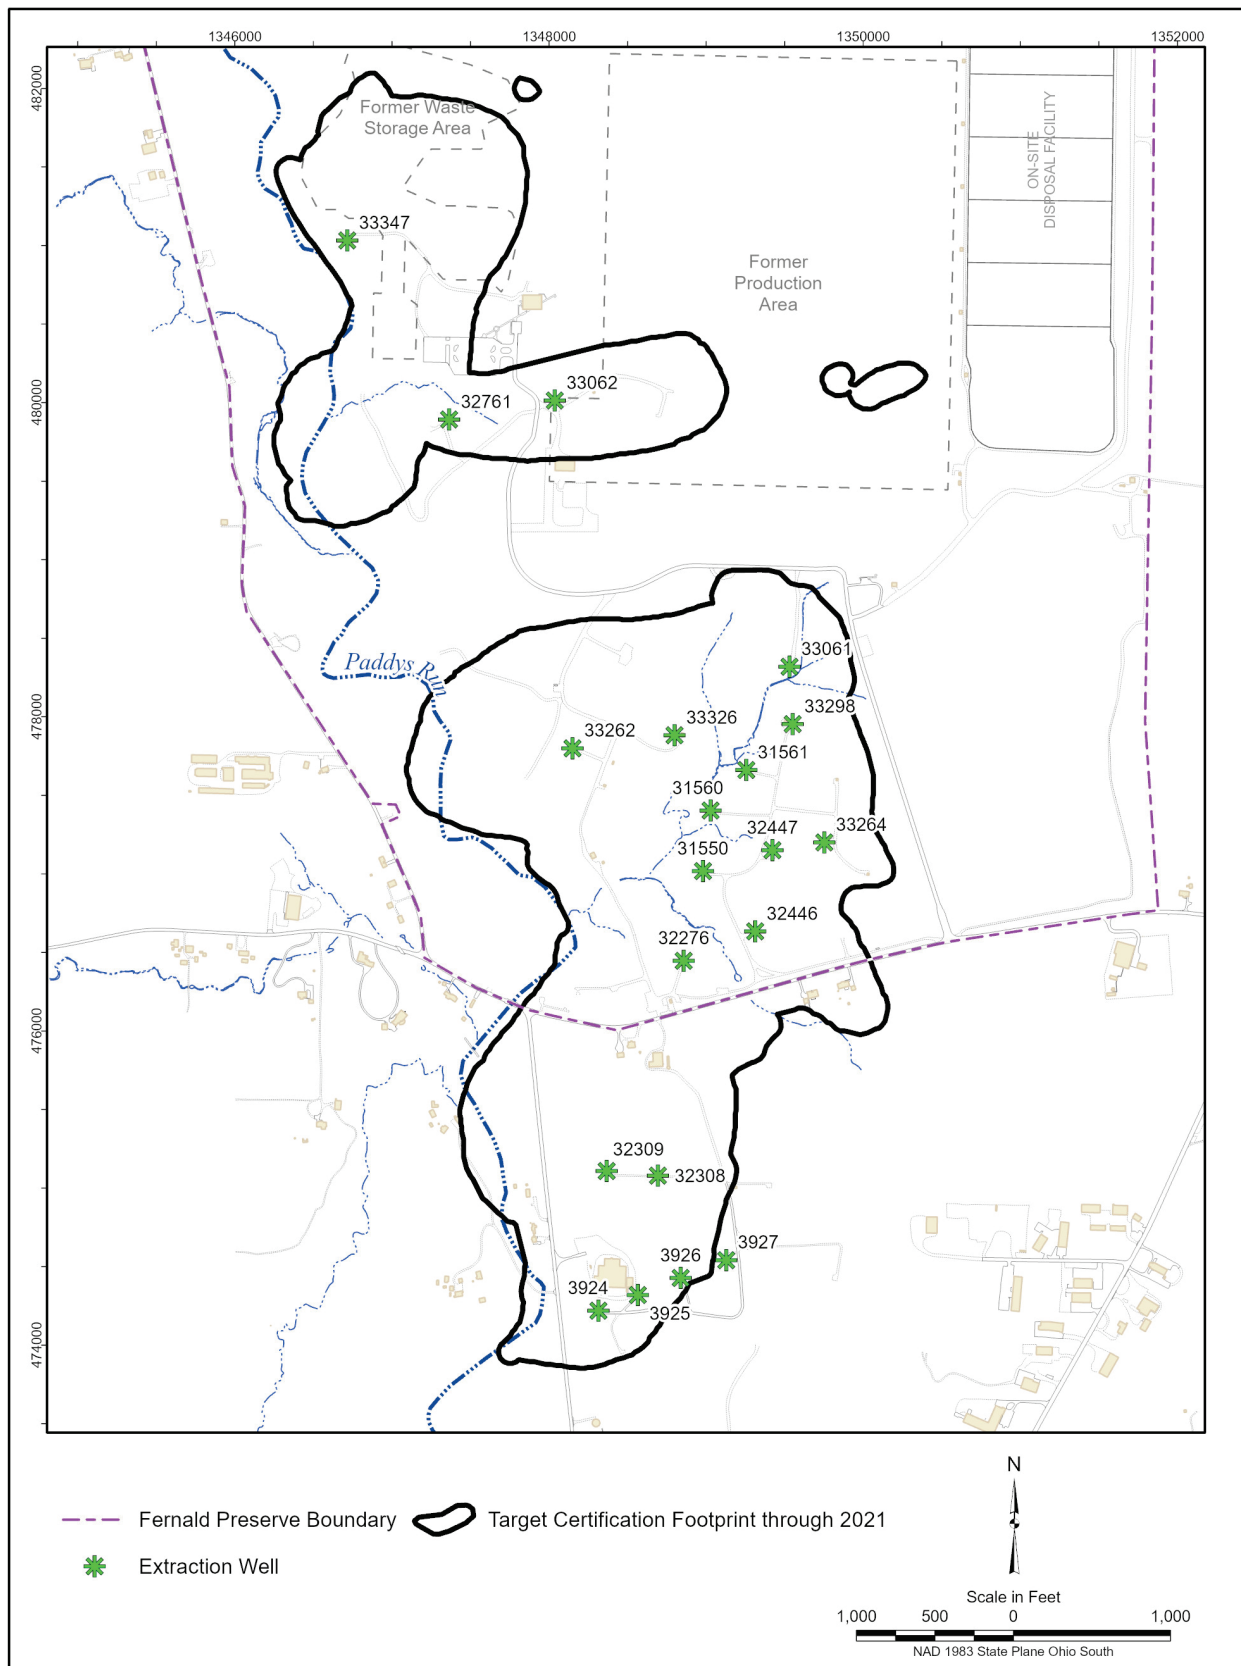 1346000
1348000
1350000
1352000
482000
480000
478000
476000
474000
Former Waste
Storage Area
ON-SITE
DISPOSAL FACILITY
33347
Former
Production
Area
33062
32761
Paddys Run
33061
33298
33326
33262
31561
31560
32447
33264
31550
32446
32276
32309
32308
3927
3926
3924
3925
Fernald Preserve Boundary
Target Certification Footprint through 2021
Extraction Well
N
Scale in Feet
1,000 500 0 1,000
NAD 1983 State Plane Ohio South